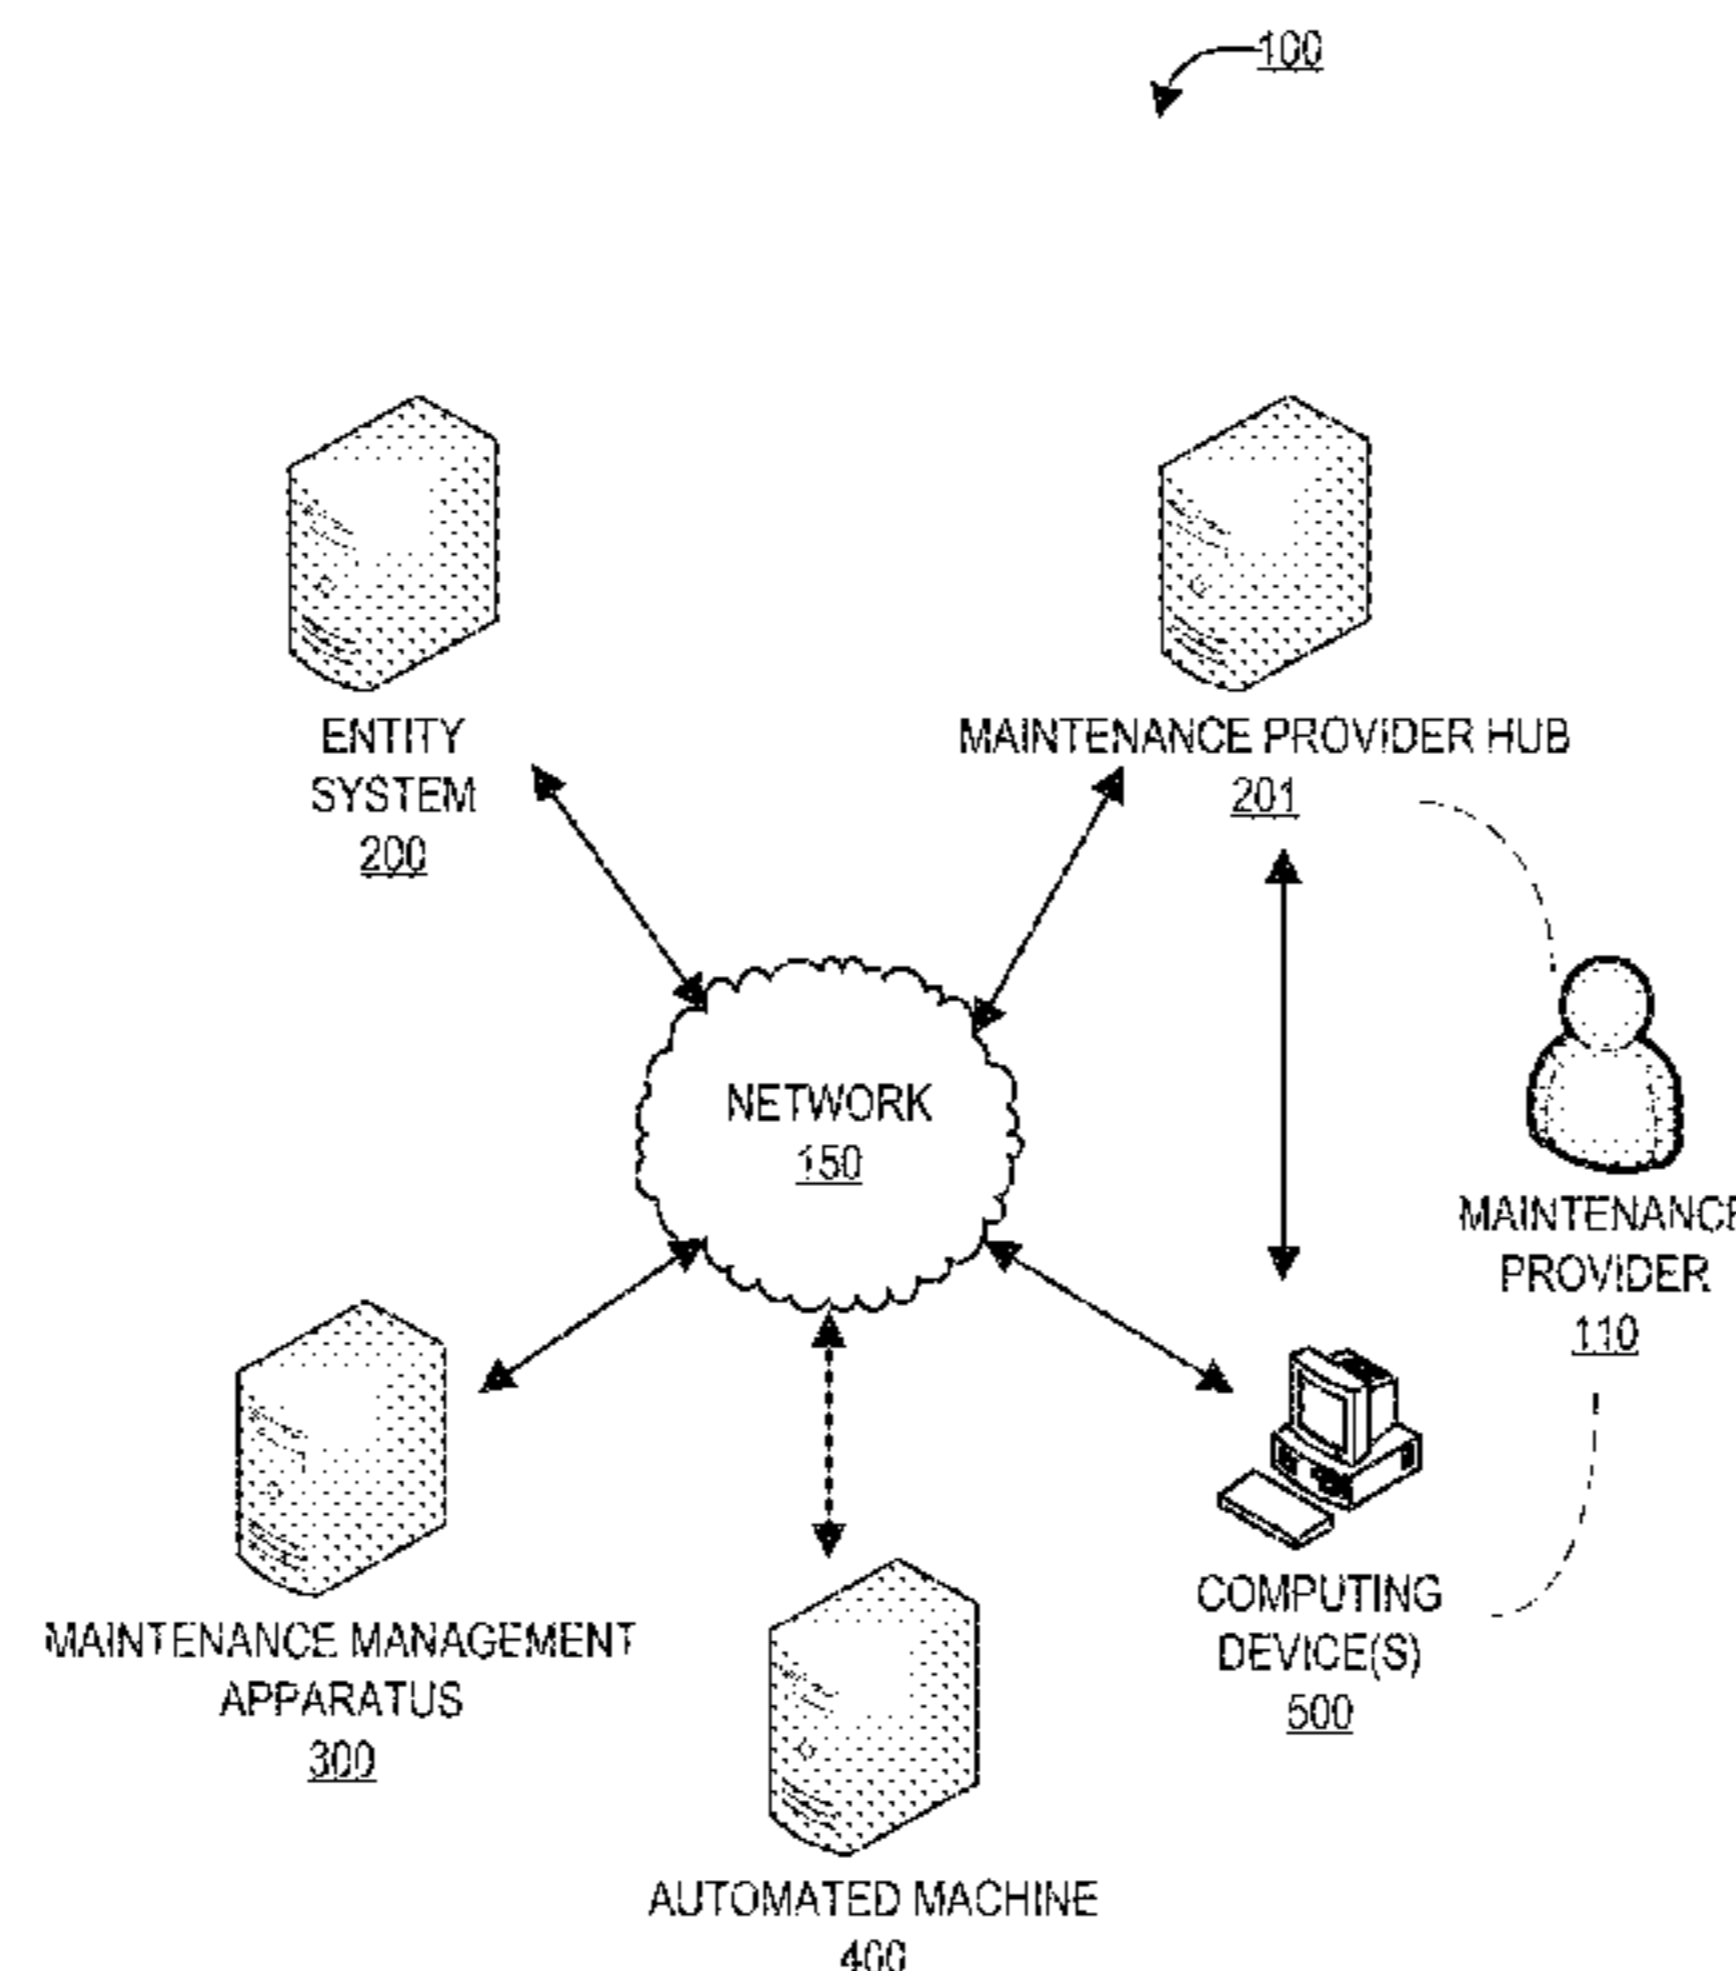 100
ENTITY
SYSTEM
200
MAINTENANCE PROVIDER HUB
201
NETWORK
150
MAINTENANCE
PROVIDER
110
MAINTENANCE MANAGEMENT
APPARATUS
300
COMPUTING
DEVICE(S)
500
AUTOMATED MACHINE
400